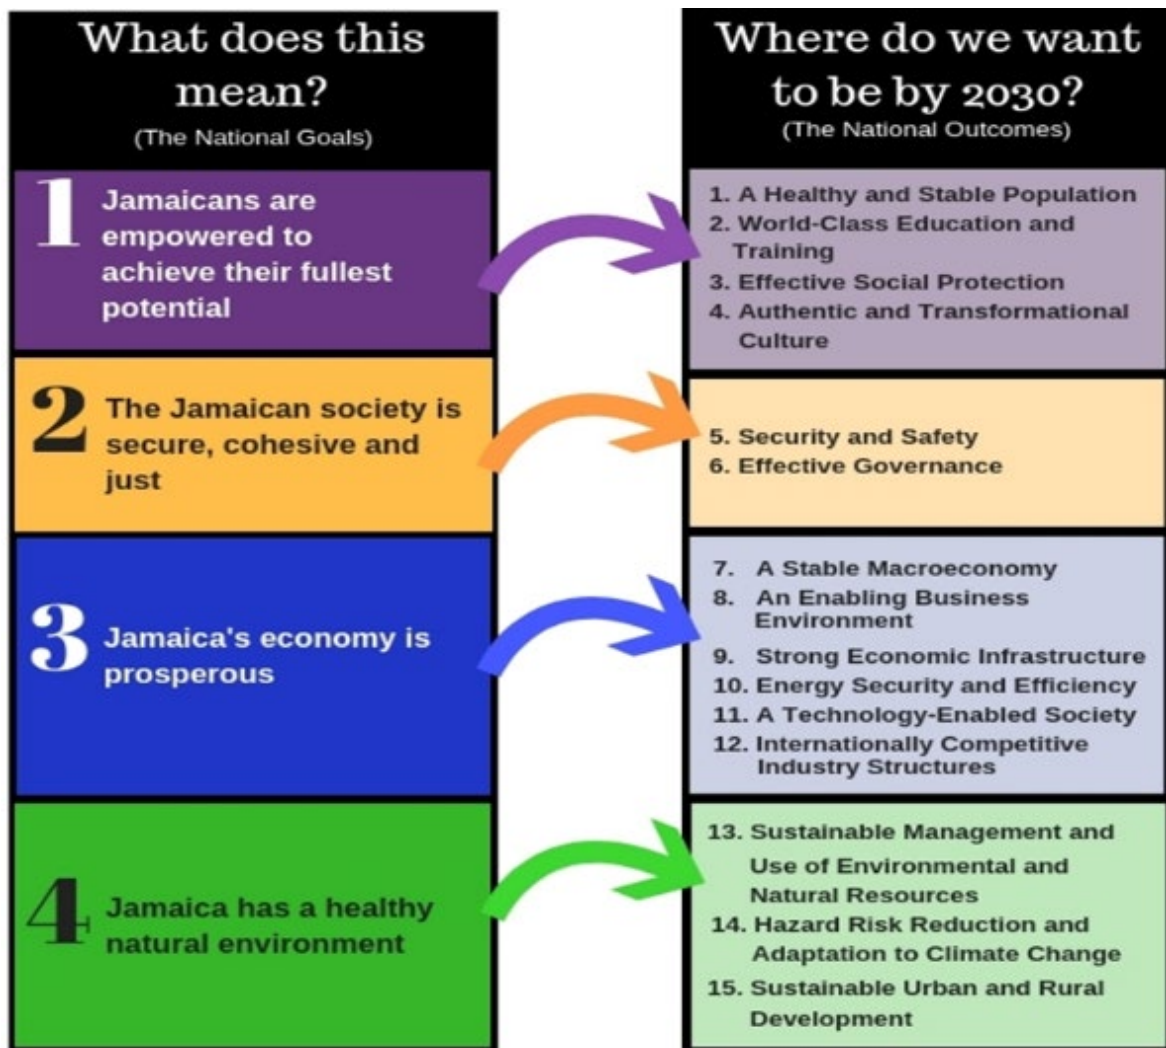 What does this
mean?
(The National Goals)
1
Jamaicans are
empowered to
achieve their fullest
potential
2
The Jamaican society is
secure, cohesive and
just
3
Jamaica's economy is
prosperous
4
Jamaica has a healthy
natural environment
Where do we want
to be by 2030?
(The National Outcomes)
1. A Healthy and Stable Population
2. World-Class Education and
Training
3. Effective Social Protection
4. Authentic and Transformational
Culture
5. Security and Safety
6. Effective Governance
7. A Stable Macroeconomy
8. An Enabling Business
Environment
9. Strong Economic Infrastructure
10. Energy Security and Efficiency
11. A Technology-Enabled Society
12. Internationally Competitive
Industry Structures
13. Sustainable Management and
Use of Environmental and
Natural Resources
14. Hazard Risk Reduction and
Adaptation to Climate Change
15. Sustainable Urban and Rural
Development